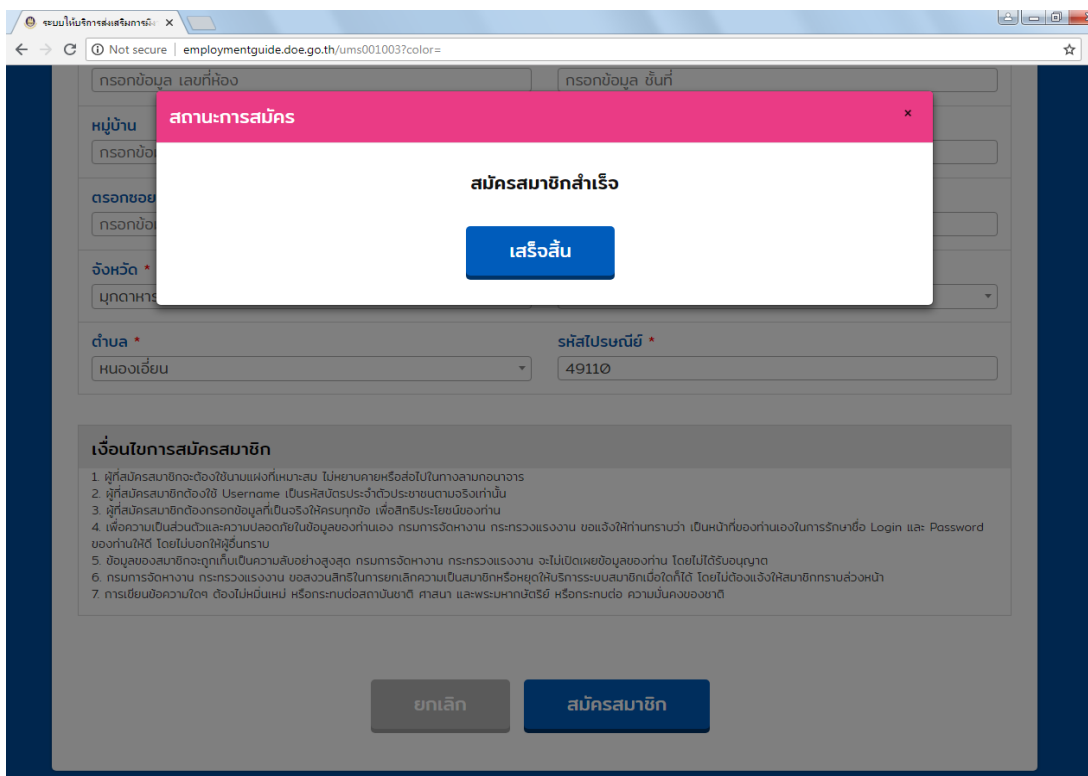 ระบบให้บริการส่งเสริมการมี
Not secure | employmentguide.doe.go.th/ums001003?color=
กรอกข้อมูล เลขที่ห้อง กรอกข้อมูล ชั้นที่
สถานะการสมัคร ×
หมู่บ้าน
สมัครสมาชิกสำเร็จ
ตรอกซอย
เสร็จสิ้น
จังหวัด *
มุกดาหาร
ตำบล * รหัสไปรษณีย์ *
หนองเอี่ยน 49110
เงื่อนไขการสมัครสมาชิก
1. ผู้ที่สมัครสมาชิกจะต้องใช้นามแฝงที่เหมาะสม ไม่หยาบคายหรือส่อไปในทางลามกอนาจาร
2. ผู้ที่สมัครสมาชิกต้องใช้ Username เป็นรหัสบัตรประจำตัวประชาชนตามจริงเท่านั้น
3. ผู้ที่สมัครสมาชิกต้องกรอกข้อมูลที่เป็นจริงให้ครบทุกข้อ เพื่อสิทธิประโยชน์ของท่าน
4. เพื่อความเป็นส่วนตัวและความปลอดภัยในข้อมูลของท่านเอง กรมการจัดหางาน กระทรวงแรงงาน ขอแจ้งให้ท่านทราบว่า เป็นหน้าที่ของท่านเองในการรักษาชื่อ Login และ Password
ของท่านให้ดี โดยไม่บอกให้ผู้อื่นทราบ
5. ข้อมูลของสมาชิกจะถูกเก็บเป็นความลับอย่างสูงสุด กรมการจัดหางาน กระทรวงแรงงาน จะไม่เปิดเผยข้อมูลของท่าน โดยไม่ได้รับอนุญาต
6. กรมการจัดหางาน กระทรวงแรงงาน ขอสงวนสิทธิในการยกเลิกความเป็นสมาชิกหรือหยุดให้บริการระบบสมาชิกเมื่อใดก็ได้ โดยไม่ต้องแจ้งให้สมาชิกทราบล่วงหน้า
7. การเขียนข้อความใดๆ ต้องไม่หมิ่นเหม่ หรือกระทบต่อสถาบันชาติ ศาสนา และพระมหากษัตริย์ หรือกระทบต่อ ความมั่นคงของชาติ
ยกเลิก สมัครสมาชิก